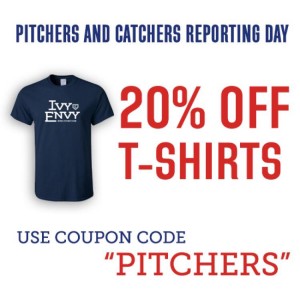 PITCHERS AND CATCHERS REPORTING DAY
IVY
ENVY
20% OFF
T-SHIRTS
USE COUPON CODE
“PITCHERS”